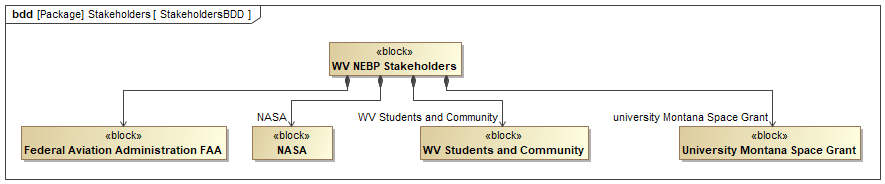 bdd [Package] Stakeholders [ StakeholdersBDD ]
«block»
WV NEBP Stakeholders
NASA
WV Students and Community
university Montana Space Grant
«block»
Federal Aviation Administration FAA
«block»
NASA
«block»
WV Students and Community
«block»
University Montana Space Grant